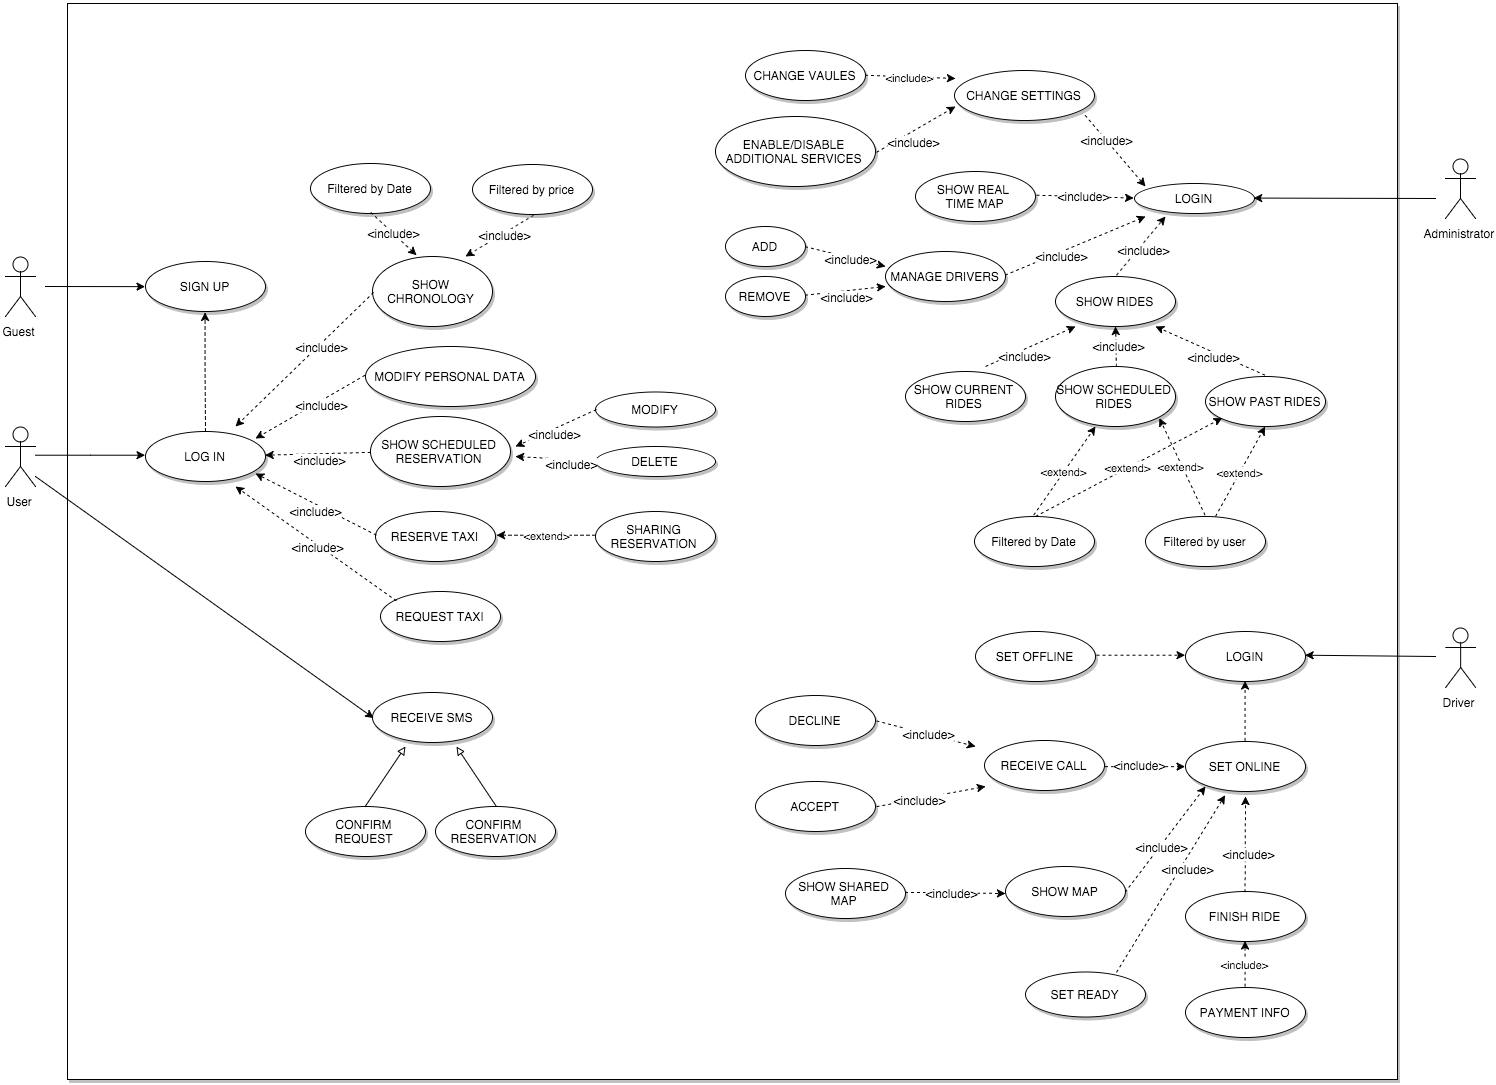 CHANGE VAULES
<include>
CHANGE SETTINGS
ENABLE/DISABLE
ADDITIONAL SERVICES
<include>
<include>
SHOW REAL
TIME MAP
<include>
LOGIN
Administrator
ADD
<include>
REMOVE
<include>
MANAGE DRIVERS
<include>
<include>
SHOW RIDES
<include>
<include>
<include>
SHOW CURRENT
RIDES
SHOW SCHEDULED
RIDES
SHOW PAST RIDES
<extend>
<extend>
<extend>
<extend>
Filtered by Date
Filtered by user
Filtered by Date
Filtered by price
<include>
<include>
Guest
SIGN UP
SHOW
CHRONOLOGY
<include>
MODIFY PERSONAL DATA
<include>
User
LOG IN
<include>
SHOW SCHEDULED
RESERVATION
<include>
MODIFY
<include>
DELETE
<include>
RESERVE TAXI
<extend>
SHARING
RESERVATION
<include>
REQUEST TAXI
RECEIVE SMS
CONFIRM
REQUEST
CONFIRM
RESERVATION
SET OFFLINE
LOGIN
Driver
DECLINE
<include>
RECEIVE CALL
<include>
SET ONLINE
ACCEPT
<include>
<include>
<include>
<include>
SHOW SHARED
MAP
<include>
SHOW MAP
FINISH RIDE
<include>
SET READY
PAYMENT INFO